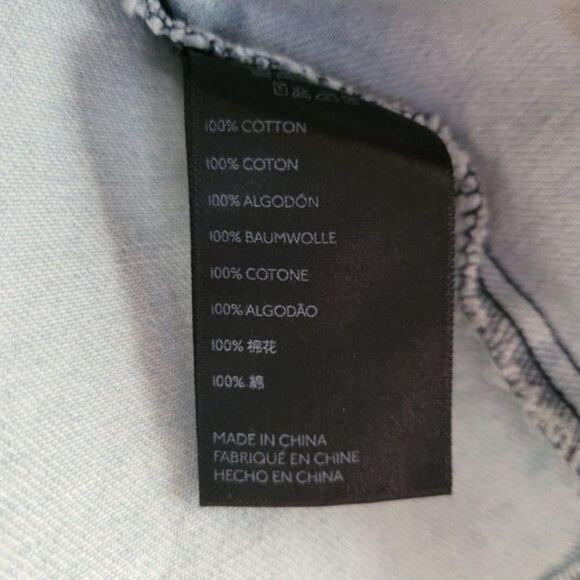 100% COTTON
100% COTON
100% ALGODÓN
100% BAUMWOLLE
100% COTONE
100% ALGODÃO
100% 棉花
100% 綿
MADE IN CHINA
FABRIQUÉ EN CHINE
HECHO EN CHINA